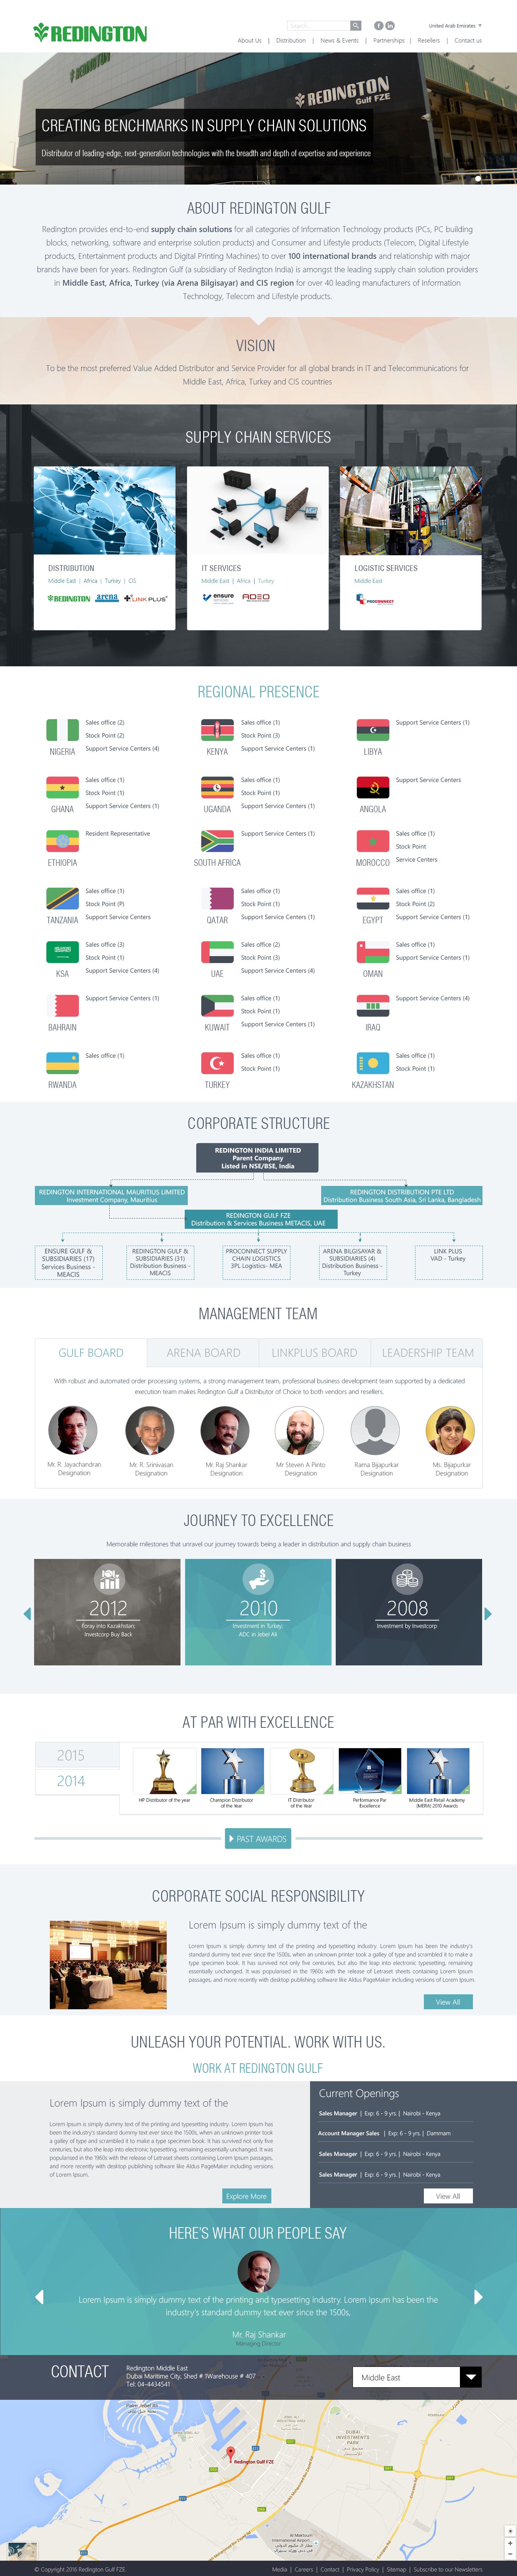 REDINGTON
Search...
United Arab Emirates
About Us | Distribution | News & Events | Partnerships | Resellers | Contact us
REDINGTON
Gulf FZE
CREATING BENCHMARKS IN SUPPLY CHAIN SOLUTIONS
Distributor of leading-edge, next-generation technologies with the breadth and depth of expertise and experience
ABOUT REDINGTON GULF
Redington provides end-to-end supply chain solutions for all categories of Information Technology products (PCs, PC building
blocks, networking, software and enterprise solution products) and Consumer and Lifestyle products (Telecom, Digital Lifestyle
products, Entertainment products and Digital Printing Machines) to over 100 international brands and relationship with major
brands have been for years. Redington Gulf (a subsidiary of Redington India) is amongst the leading supply chain solution providers
in Middle East, Africa, Turkey (via Arena Bilgisayar) and CIS region for over 40 leading manufacturers of Information
Technology, Telecom and Lifestyle products.
VISION
To be the most preferred Value Added Distributor and Service Provider for all global brands in IT and Telecommunications for
Middle East, Africa, Turkey and CIS countries
SUPPLY CHAIN SERVICES
DISTRIBUTION
Middle East | Africa | Turkey | CIS
REDINGTON arena LINK PLUS
IT SERVICES
Middle East | Africa | Turkey
ensure ADEO
LOGISTIC SERVICES
Middle East
PROCONNECT
REGIONAL PRESENCE
NIGERIA
Sales office (2)
Stock Point (2)
Support Service Centers (4)
KENYA
Sales office (1)
Stock Point (3)
Support Service Centers (1)
LIBYA
Support Service Centers (1)
GHANA
Sales office (1)
Stock Point (1)
Support Service Centers (1)
UGANDA
Sales office (1)
Stock Point (1)
Support Service Centers (1)
ANGOLA
Support Service Centers
ETHIOPIA
Resident Representative
SOUTH AFRICA
Support Service Centers (1)
MOROCCO
Sales office (1)
Stock Point
Service Centers
TANZANIA
Sales office (1)
Stock Point (P)
Support Service Centers
QATAR
Sales office (1)
Stock Point (1)
Support Service Centers (1)
EGYPT
Sales office (1)
Stock Point (2)
Support Service Centers (1)
KSA
Sales office (3)
Stock Point (1)
Support Service Centers (4)
UAE
Sales office (2)
Stock Point (3)
Support Service Centers (4)
OMAN
Sales office (1)
Support Service Centers (1)
BAHRAIN
Support Service Centers (1)
KUWAIT
Sales office (1)
Stock Point (1)
Support Service Centers (1)
IRAQ
Support Service Centers (4)
RWANDA
Sales office (1)
TURKEY
Sales office (1)
Stock Point (1)
KAZAKHSTAN
Sales office (1)
Stock Point (1)
CORPORATE STRUCTURE
REDINGTON INDIA LIMITED
Parent Company
Listed in NSE/BSE, India
REDINGTON INTERNATIONAL MAURITIUS LIMITED
Investment Company, Mauritius
REDINGTON DISTRIBUTION PTE LTD
Distribution Business South Asia, Sri Lanka, Bangladesh
REDINGTON GULF FZE
Distribution & Services Business METACIS, UAE
ENSURE GULF &
SUBSIDIARIES (17)
Services Business -
MEACIS
REDINGTON GULF &
SUBSIDIARIES (31)
Distribution Business -
MEACIS
PROCONNECT SUPPLY
CHAIN LOGISTICS
3PL Logistics- MEA
ARENA BILGISAYAR &
SUBSIDIARIES (4)
Distribution Business -
Turkey
LINK PLUS
VAD - Turkey
MANAGEMENT TEAM
GULF BOARD
ARENA BOARD
LINKPLUS BOARD
LEADERSHIP TEAM
With robust and automated order processing systems, a strong management team, professional business development team supported by a dedicated
execution team makes Redington Gulf a Distributor of Choice to both vendors and resellers.
Mr. R. Jayachandran
Designation
Mr. R. Srinivasan
Designation
Mr. Raj Shankar
Designation
Mr Steven A Pinto
Designation
Rama Bijapurkar
Designation
Ms. Bijapurkar
Designation
JOURNEY TO EXCELLENCE
Memorable milestones that unravel our journey towards being a leader in distribution and supply chain business
2012
Foray into Kazakhstan;
Investcorp Buy Back
2010
Investment in Turkey;
ADC in Jebel Ali
2008
Investment by Investcorp
AT PAR WITH EXCELLENCE
2015
2014
HP Distributor of the year
Champion Distributor
of the Year
IT Distributor
of the Year
Performance Par
Excellence
Middle East Retail Academy
(MERA) 2010 Awards
PAST AWARDS
CORPORATE SOCIAL RESPONSIBILITY
Lorem Ipsum is simply dummy text of the
Lorem Ipsum is simply dummy text of the printing and typesetting industry. Lorem Ipsum has been the industry's
standard dummy text ever since the 1500s, when an unknown printer took a galley of type and scrambled it to make a
type specimen book. It has survived not only five centuries, but also the leap into electronic typesetting, remaining
essentially unchanged. It was popularised in the 1960s with the release of Letraset sheets containing Lorem Ipsum
passages, and more recently with desktop publishing software like Aldus PageMaker including versions of Lorem Ipsum.
View All
UNLEASH YOUR POTENTIAL. WORK WITH US.
WORK AT REDINGTON GULF
Lorem Ipsum is simply dummy text of the
Lorem Ipsum is simply dummy text of the printing and typesetting industry. Lorem Ipsum has
been the industry's standard dummy text ever since the 1500s, when an unknown printer took
a galley of type and scrambled it to make a type specimen book. It has survived not only five
centuries, but also the leap into electronic typesetting, remaining essentially unchanged. It was
popularised in the 1960s with the release of Letraset sheets containing Lorem Ipsum passages,
and more recently with desktop publishing software like Aldus PageMaker including versions
of Lorem Ipsum.
Explore More
Current Openings
Sales Manager | Exp: 6 - 9 yrs. | Nairobi - Kenya
Account Manager Sales | Exp: 6 - 9 yrs. | Dammam
Sales Manager | Exp: 6 - 9 yrs. | Nairobi - Kenya
Sales Manager | Exp: 6 - 9 yrs. | Nairobi - Kenya
View All
HERE'S WHAT OUR PEOPLE SAY
Lorem Ipsum is simply dummy text of the printing and typesetting industry. Lorem Ipsum has been the
industry's standard dummy text ever since the 1500s,
Mr. Raj Shankar
Managing Director
CONTACT
Redington Middle East
Dubai Maritime City, Shed # 1Warehouse # 407
Tel: 04-4434541
Middle East
Palm Jebel Ali
DUBAI
INVESTMENTS
PARK
Redington Gulf FZE
Al Maktoum
International Airport
© Copyright 2016 Redington Gulf FZE.
Media | Careers | Contact | Privacy Policy | Sitemap | Subscribe to our Newsletters